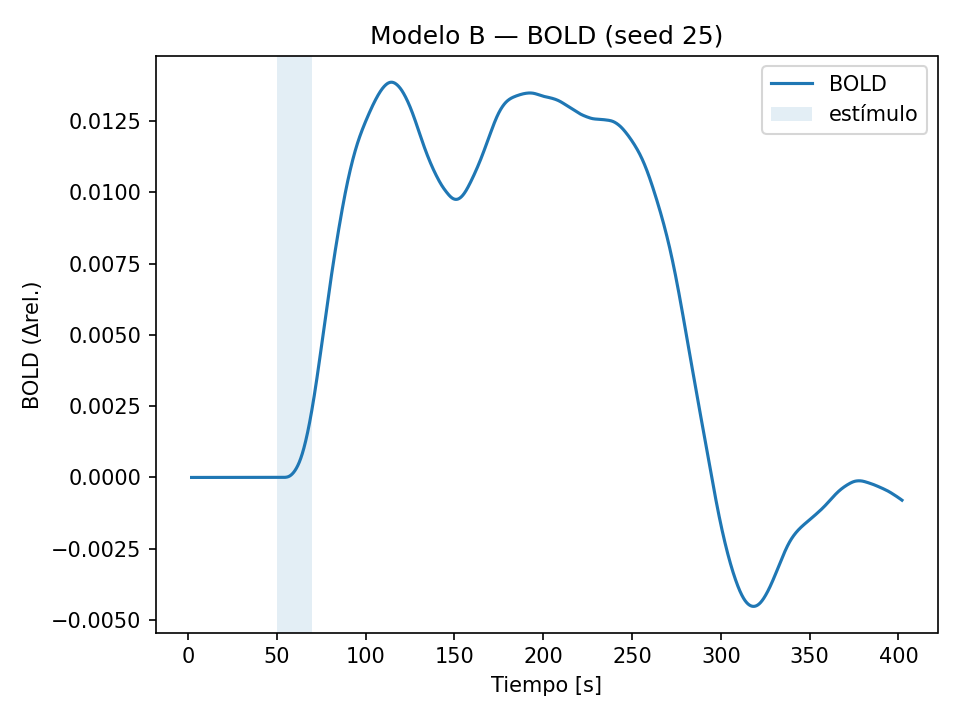 Modelo B — BOLD (seed 25)
BOLD
estímulo
BOLD (Δrel.)
0.0125
0.0100
0.0075
0.0050
0.0025
0.0000
−0.0025
−0.0050
0 50 100 150 200 250 300 350 400
Tiempo [s]